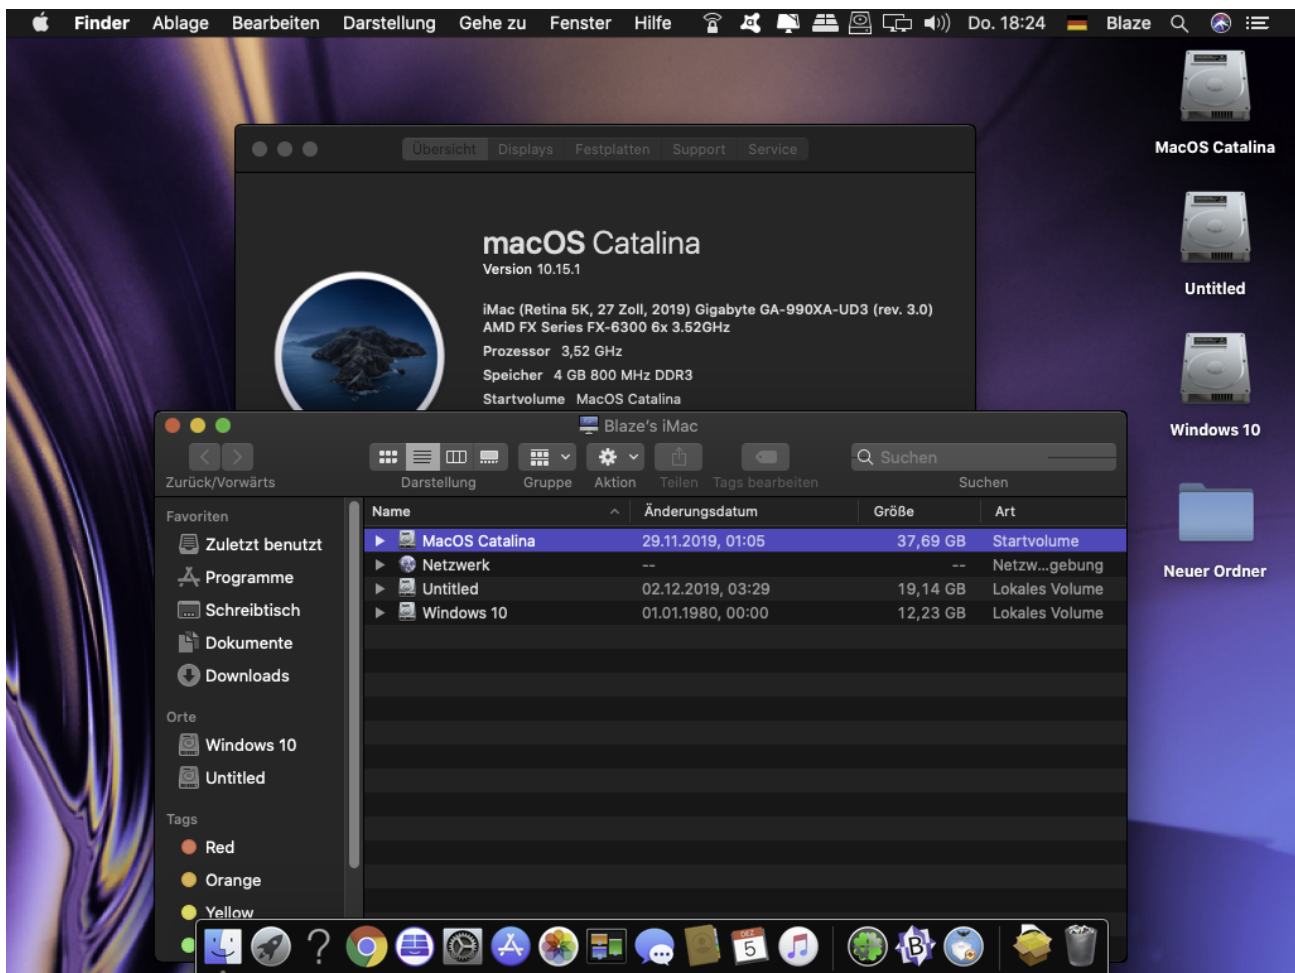 Finder Ablage Bearbeiten Darstellung Gehe zu Fenster Hilfe Do. 18:24 Blaze
MacOS Catalina
Untitled
Windows 10
Neuer Ordner
Übersicht Displays Festplatten Support Service
macOS Catalina
Version 10.15.1
iMac (Retina 5K, 27 Zoll, 2019) Gigabyte GA-990XA-UD3 (rev. 3.0)
AMD FX Series FX-6300 6x 3.52GHz
Prozessor 3,52 GHz
Speicher 4 GB 800 MHz DDR3
Startvolume MacOS Catalina
Blaze's iMac
Suchen
Zurück/Vorwärts Darstellung Gruppe Aktion Teilen Tags bearbeiten Suchen
Favoriten
Zuletzt benutzt
Programme
Schreibtisch
Dokumente
Downloads
Orte
Windows 10
Untitled
Tags
Red
Orange
Yellow
Name Änderungsdatum Größe Art
MacOS Catalina 29.11.2019, 01:05 37,69 GB Startvolume
Netzwerk -- -- Netzw...gebung
Untitled 02.12.2019, 03:29 19,14 GB Lokales Volume
Windows 10 01.01.1980, 00:00 12,23 GB Lokales Volume
?
DEZ
5
B